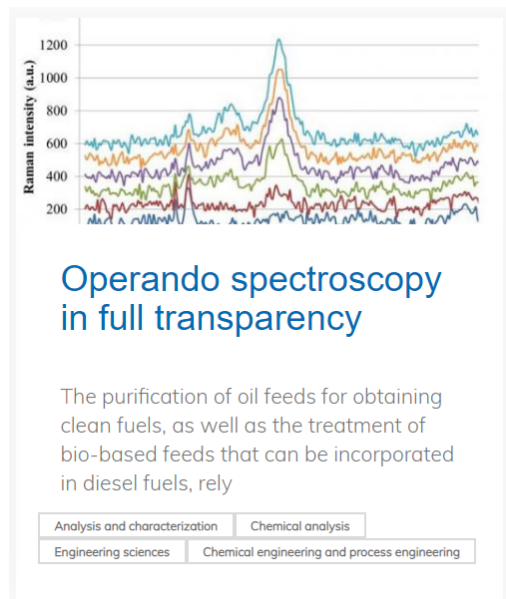 1200
1000
800
600
400
200
Raman intensity (a.u.)
Operando spectroscopy
in full transparency
The purification of oil feeds for obtaining
clean fuels, as well as the treatment of
bio-based feeds that can be incorporated
in diesel fuels, rely
Analysis and characterization
Chemical analysis
Engineering sciences
Chemical engineering and process engineering